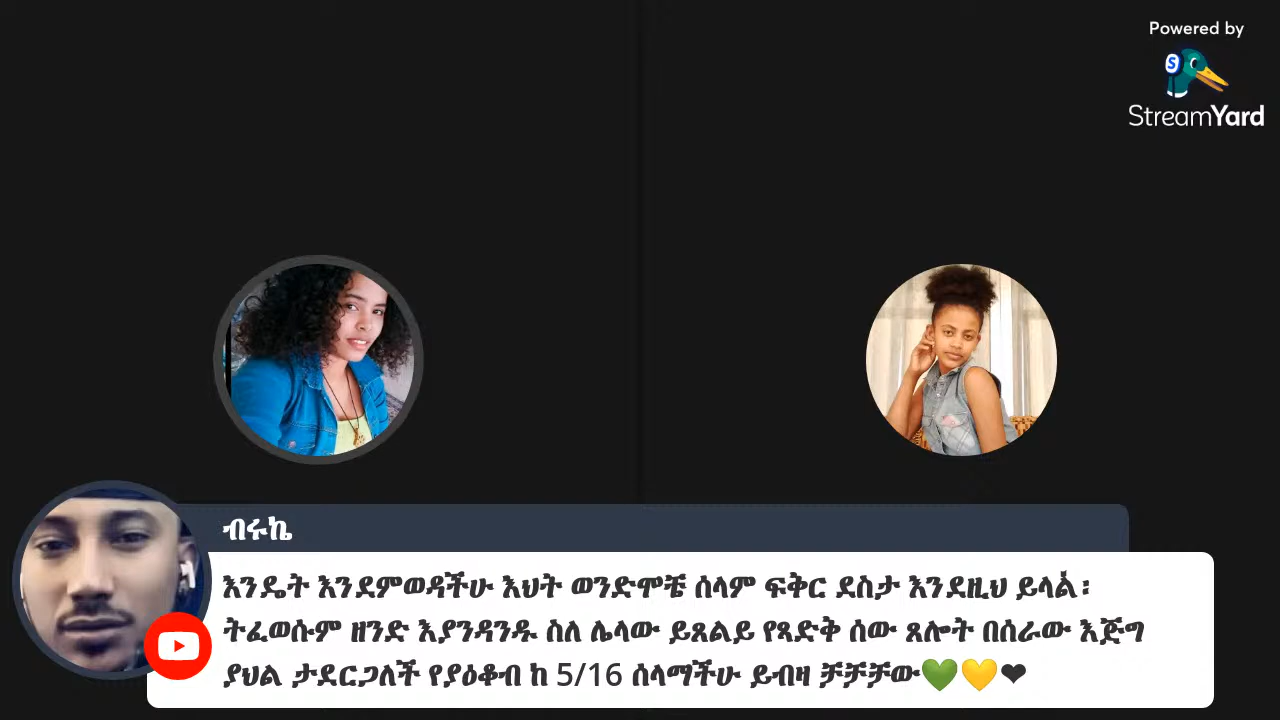 Powered by
StreamYard
ብሩኬ
እንዴት እንደምወዳችሁ እህት ወንድሞቼ ሰላም ፍቅር ደስታ እንደዚህ ይላል፡
ትፈወሱም ዘንድ እያንዳንዱ ስለ ሌላው ይጸልይ የጻድቅ ሰው ጸሎት በሰራው እጅግ
ያህል ታደርጋለች የያዕቆብ ከ 5/16 ሰላማችሁ ይብዛ ቻቻቻው💚💛❤